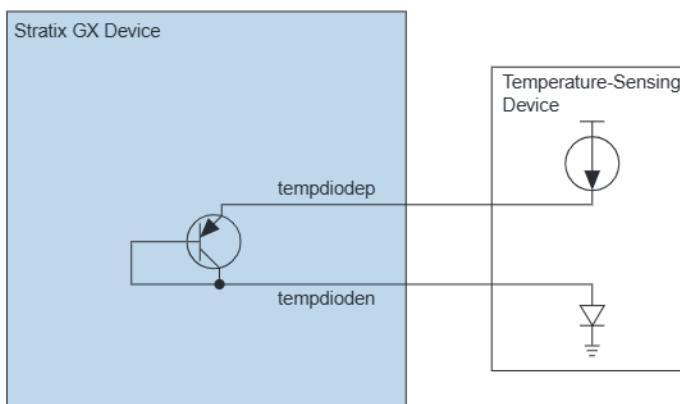 Stratix GX Device
Temperature-Sensing
Device
tempdiodep
tempdioden